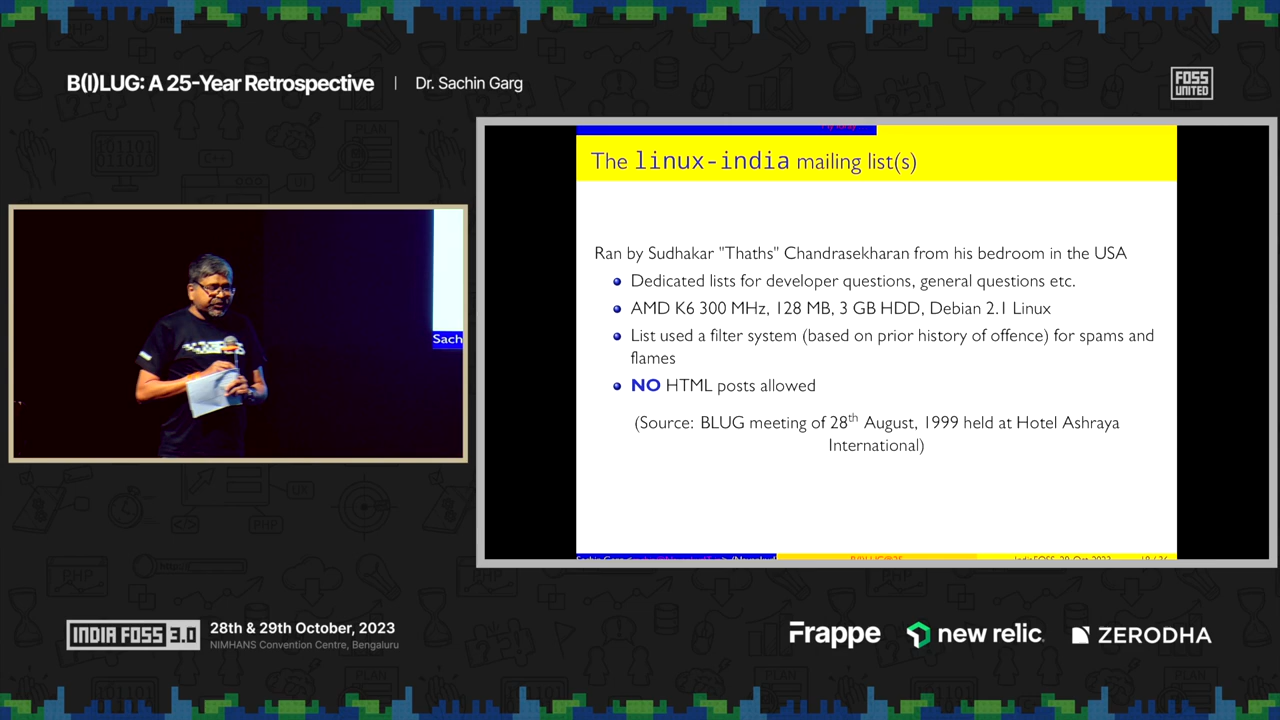 B(I)LUG: A 25-Year Retrospective | Dr. Sachin Garg
FOSS
UNITED
The linux-india mailing list(s)
Ran by Sudhakar "Thaths" Chandrasekharan from his bedroom in the USA
Dedicated lists for developer questions, general questions etc.
AMD K6 300 MHz, 128 MB, 3 GB HDD, Debian 2.1 Linux
List used a filter system (based on prior history of offence) for spams and
flames
NO HTML posts allowed
(Source: BLUG meeting of 28th August, 1999 held at Hotel Ashraya
International)
Sach
INDIA FOSS 3.0
28th & 29th October, 2023
NIMHANS Convention Centre, Bengaluru
Frappe
new relic
ZERODHA